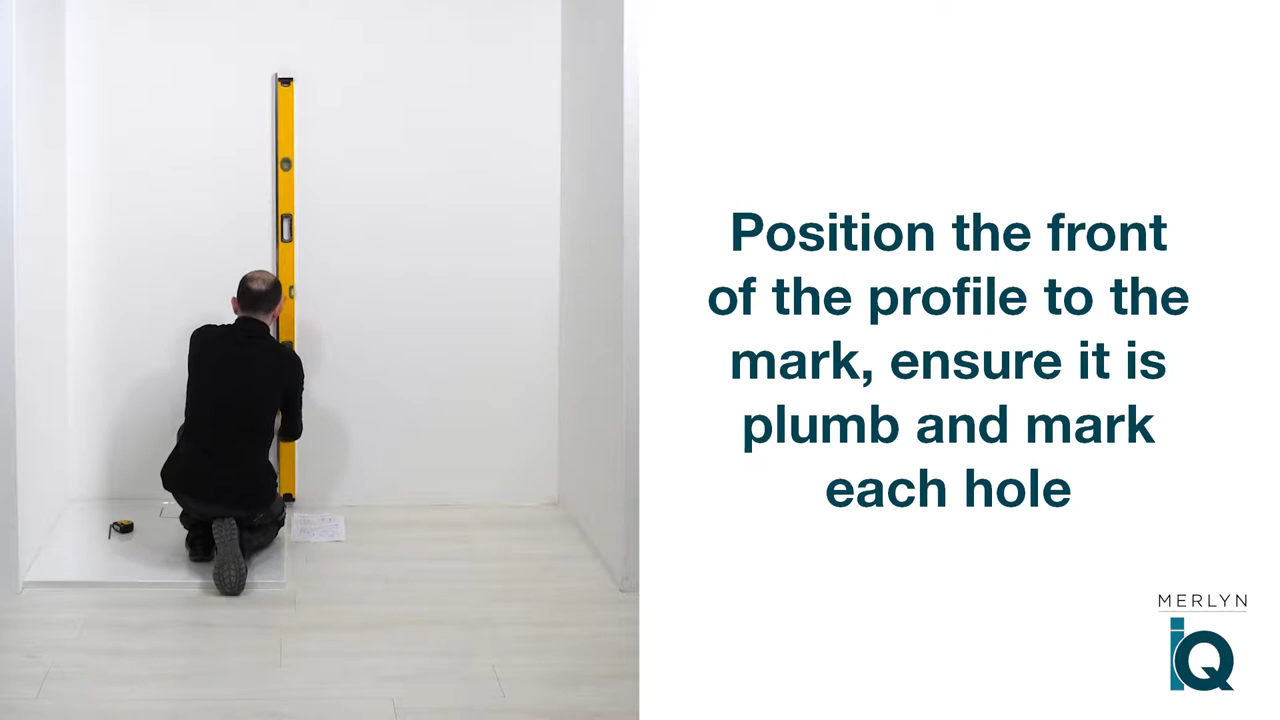 Position the front
of the profile to the
mark, ensure it is
plumb and mark
each hole
MERLYN
iQ